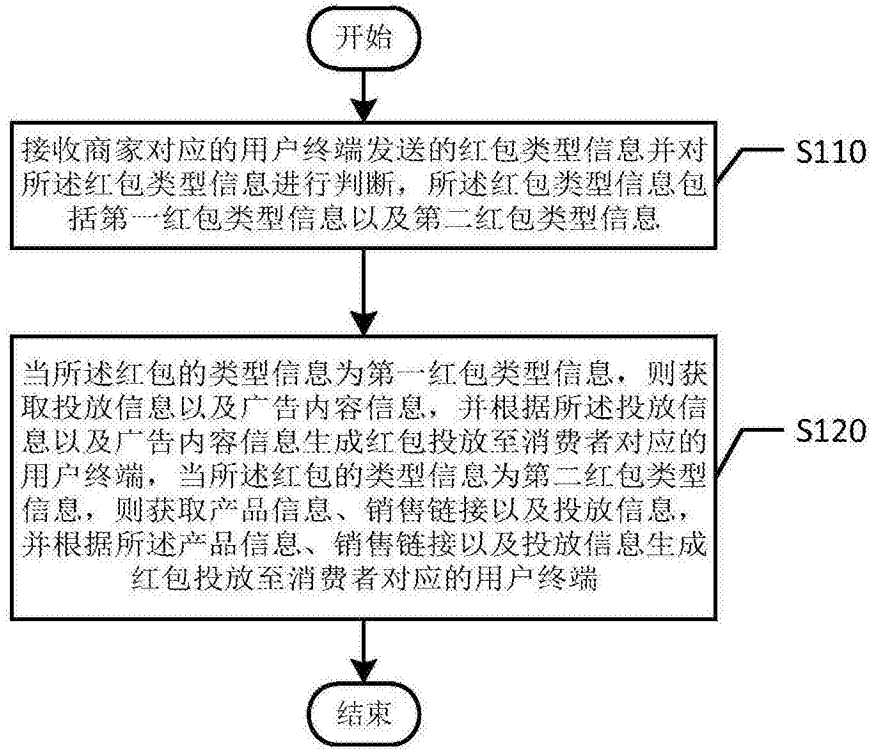 开始
接收商家对应的用户终端发送的红包类型信息并对
所述红包类型信息进行判断，所述红包类型信息包
括第一红包类型信息以及第二红包类型信息
S110
当所述红包的类型信息为第一红包类型信息，则获
取投放信息以及广告内容信息，并根据所述投放信
息以及广告内容信息生成红包投放至消费者对应的
用户终端，当所述红包的类型信息为第二红包类型
信息，则获取产品信息、销售链接以及投放信息，
并根据所述产品信息、销售链接以及投放信息生成
红包投放至消费者对应的用户终端
S120
结束